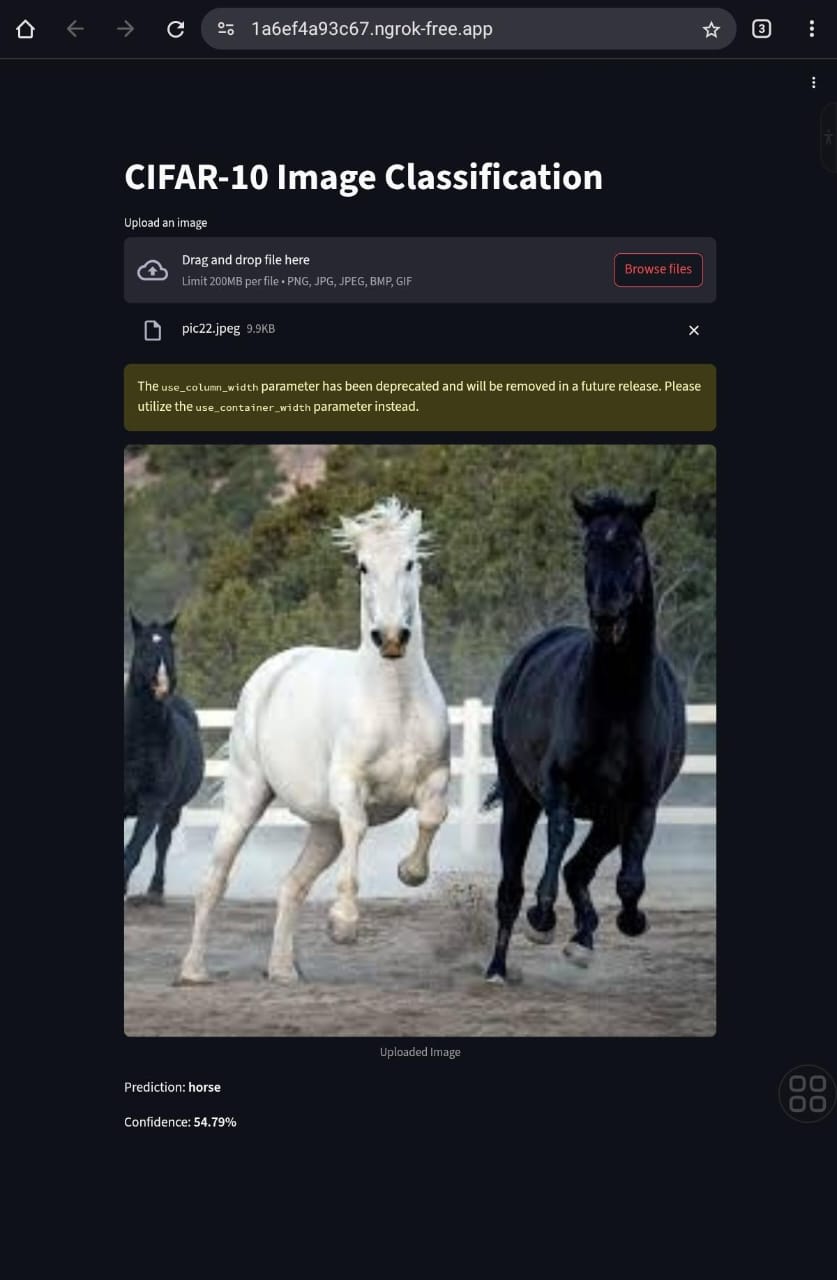 1a6ef4a93c67.ngrok-free.app
3
CIFAR-10 Image Classification
Upload an image
Drag and drop file here
Limit 200MB per file • PNG, JPG, JPEG, BMP, GIF
Browse files
pic22.jpeg 9.9KB
The use_column_width parameter has been deprecated and will be removed in a future release. Please
utilize the use_container_width parameter instead.
Uploaded Image
Prediction: horse
Confidence: 54.79%